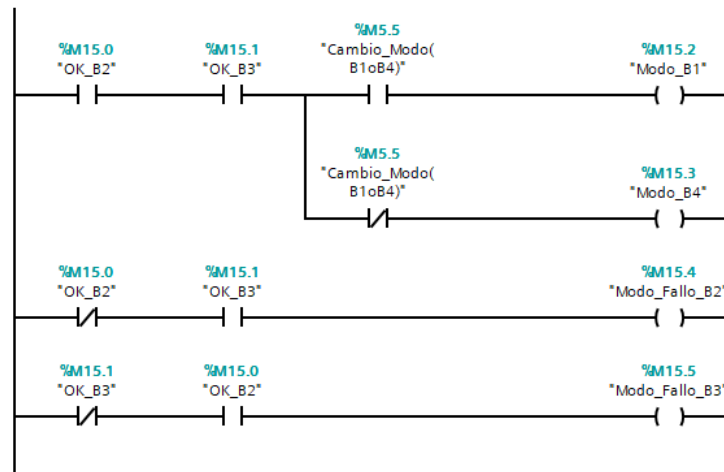 %M5.5
%M15.0 %M15.1 "Cambio_Modo( %M15.2
"OK_B2" "OK_B3" B1oB4)" "Modo_B1"
%M5.5
"Cambio_Modo( %M15.3
B1oB4)" "Modo_B4"
%M15.0 %M15.1 %M15.4
"OK_B2" "OK_B3" "Modo_Fallo_B2"
%M15.1 %M15.0 %M15.5
"OK_B3" "OK_B2" "Modo_Fallo_B3"